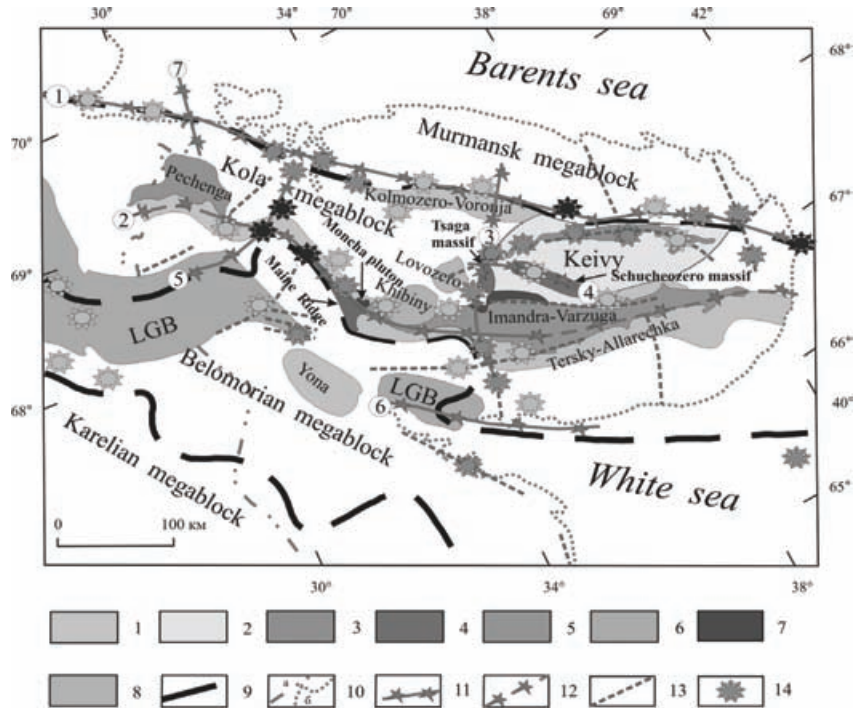 30° 34° 70° 38° 69° 42°
68°
Barents sea
7
1
Murmansk megablock
70°
Pechenga
Kola
megablock
Kolmozero-Voronja
67°
2
Moncha pluton
Tsaga
massif
3
Keivy
Lovozero
69°
5
Maine Ridge
Schucheozero massif
4
Khibiny
LGB
Imandra-Varzuga
Tersky-Allarechka
66°
Belomorian megablock
Yona
LGB
6
40°
68°
Karelian megablock
White sea
65°
0 100 км
30° 34° 38°
1 2 3 4 5 6 7
8 9 a б 10 11 12 13 14